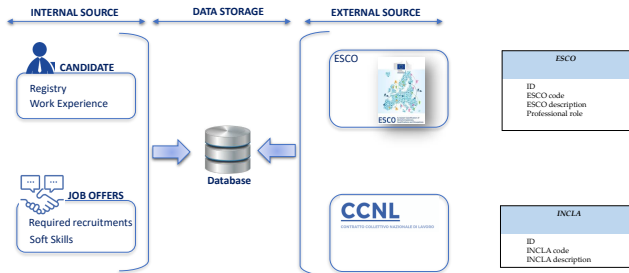 INTERNAL SOURCE
DATA STORAGE
EXTERNAL SOURCE
CANDIDATE
Registry
Work Experience
JOB OFFERS
Required recruitments
Soft Skills
Database
ESCO
ESCO
CCNL
CONTRATTO COLLETTIVO NAZIONALE DI LAVORO
ESCO
ID
ESCO code
ESCO description
Professional role
INCLA
ID
INCLA code
INCLA description